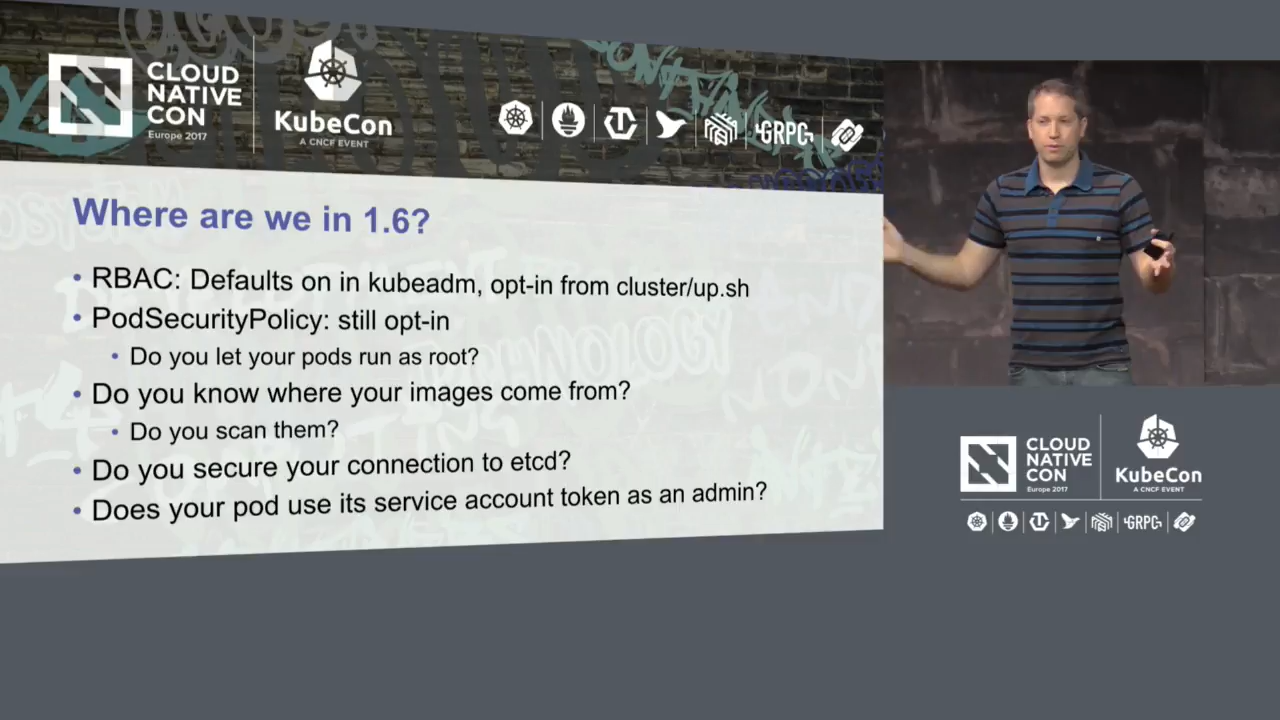 CLOUD
NATIVE
CON
Europe 2017
KubeCon
A CNCF EVENT
GRPC
Where are we in 1.6?
• RBAC: Defaults on in kubeadm, opt-in from cluster/up.sh
• PodSecurityPolicy: still opt-in
• Do you let your pods run as root?
• Do you know where your images come from?
• Do you scan them?
• Do you secure your connection to etcd?
• Does your pod use its service account token as an admin?
CLOUD
NATIVE
CON
Europe 2017
KubeCon
A CNCF EVENT
GRPC